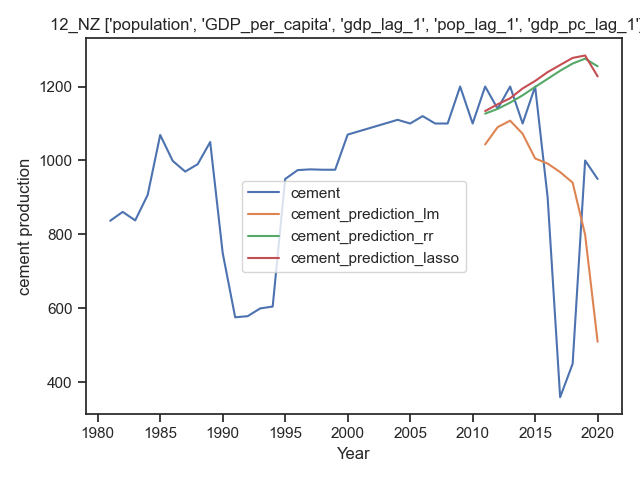 12_NZ ['population', 'GDP_per_capita', 'gdp_lag_1', 'pop_lag_1', 'gdp_pc_lag_1']
1200
1000
800
600
400
cement production
cement
cement_prediction_lm
cement_prediction_rr
cement_prediction_lasso
1980 1985 1990 1995 2000 2005 2010 2015 2020
Year